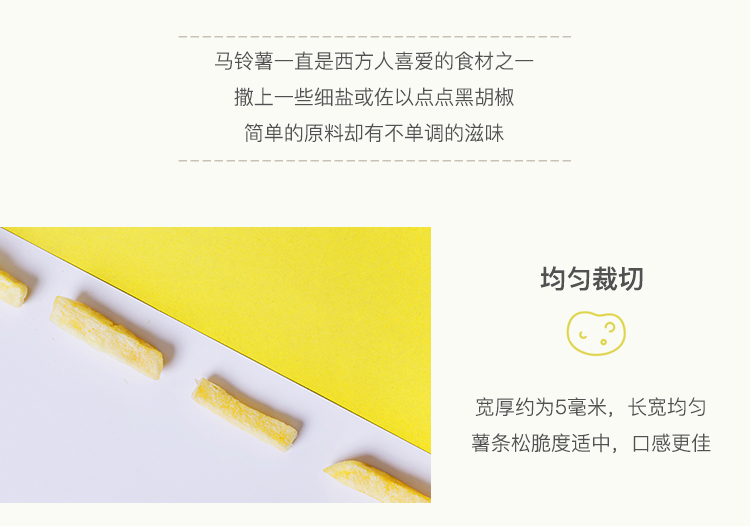 马铃薯一直是西方人喜爱的食材之一
撒上一些细盐或佐以点点黑胡椒
简单的原料却有不单调的滋味
均匀裁切
宽厚约为5毫米，长宽均匀
薯条松脆度适中，口感更佳